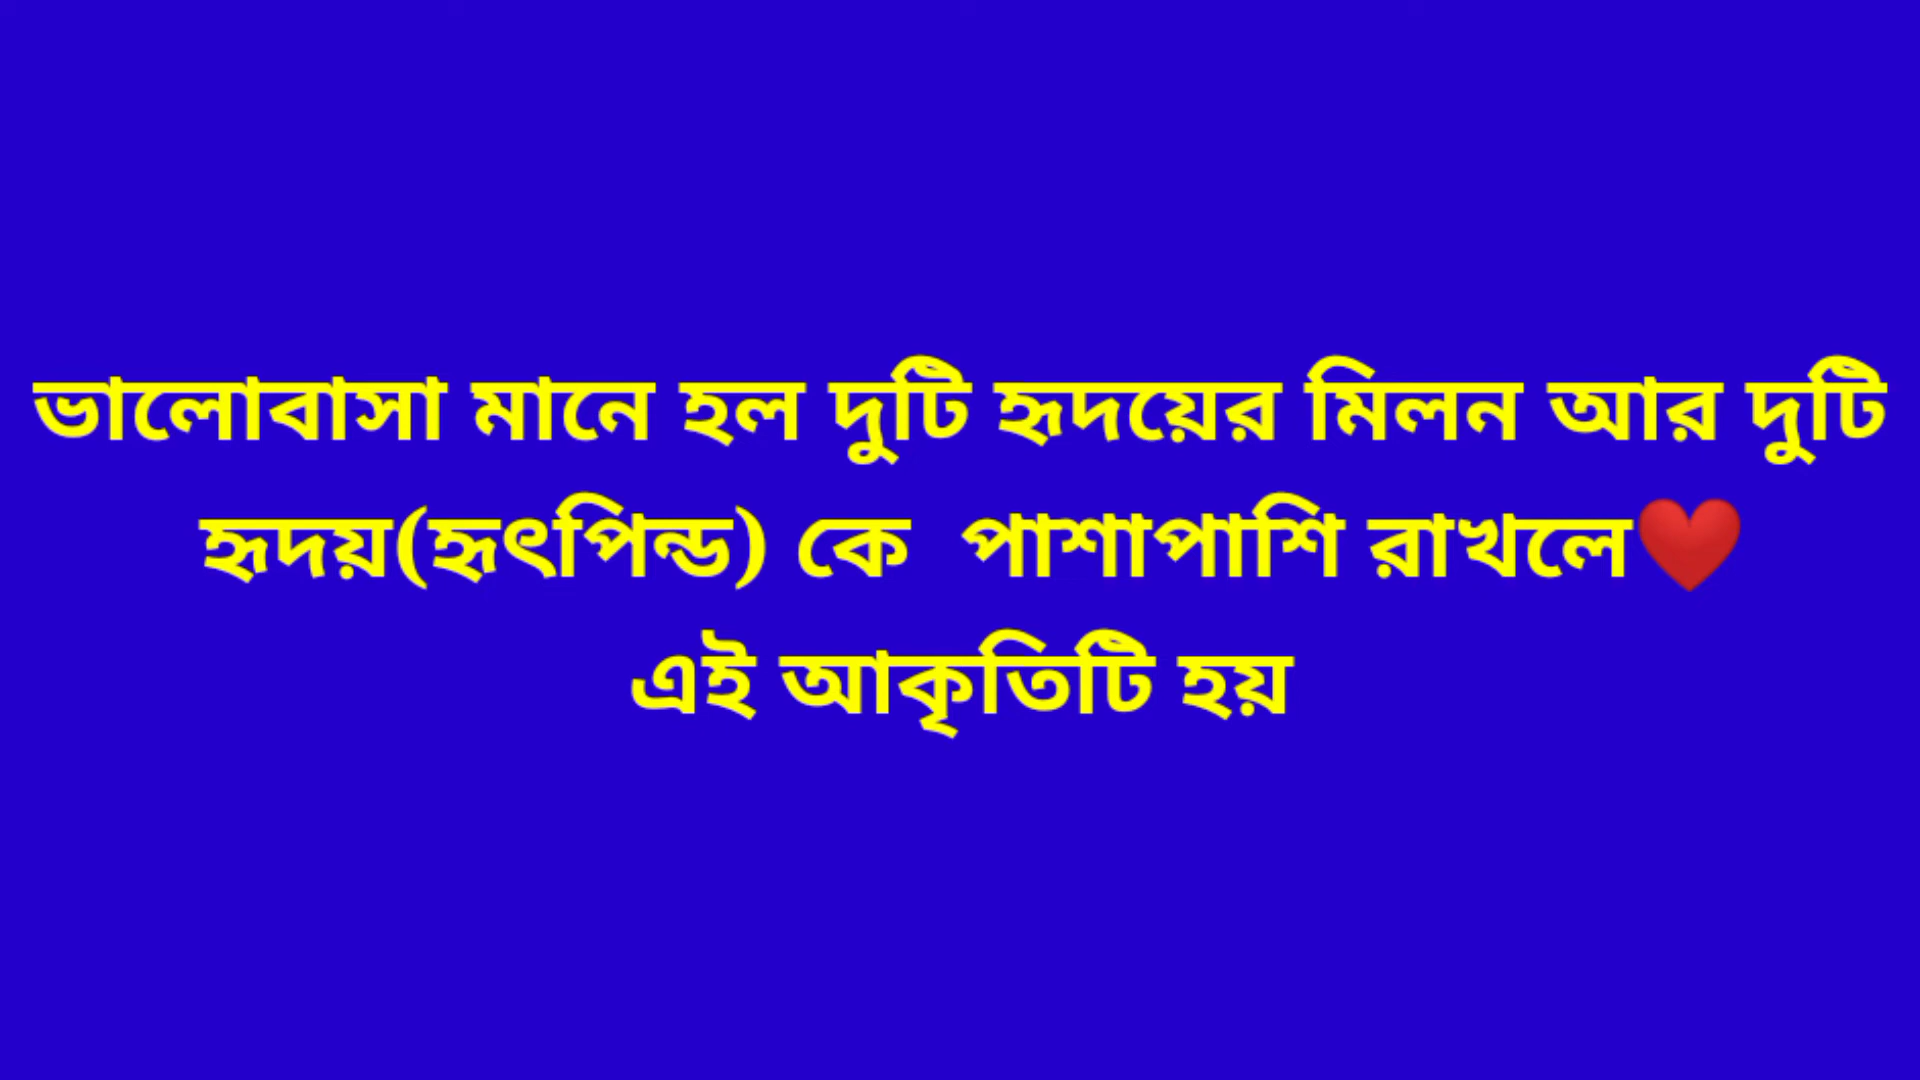 ভালোবাসা মানে হল দুটি হৃদয়ের মিলন আর দুটি
হৃদয়(হৃৎপিন্ড) কে  পাশাপাশি রাখলে❤️
এই আকৃতিটি হয়